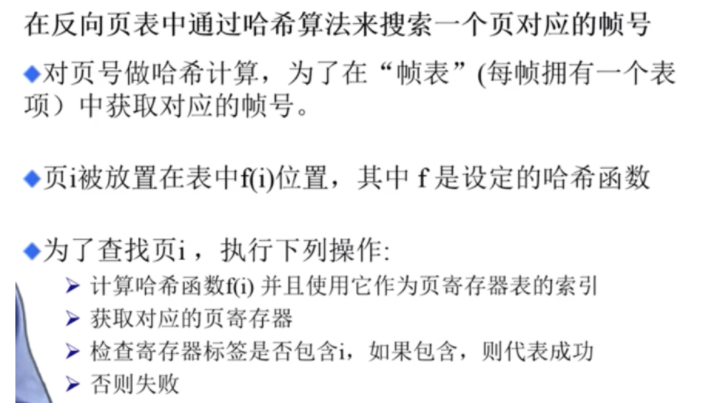 在反向页表中通过哈希算法来搜索一个页对应的帧号
◆对页号做哈希计算，为了在“帧表”(每帧拥有一个表
项）中获取对应的帧号。
◆页i被放置在表中f(i)位置，其中 f 是设定的哈希函数
◆为了查找页i ，执行下列操作:
➢ 计算哈希函数f(i) 并且使用它作为页寄存器表的索引
➢ 获取对应的页寄存器
➢ 检查寄存器标签是否包含i，如果包含，则代表成功
➢ 否则失败